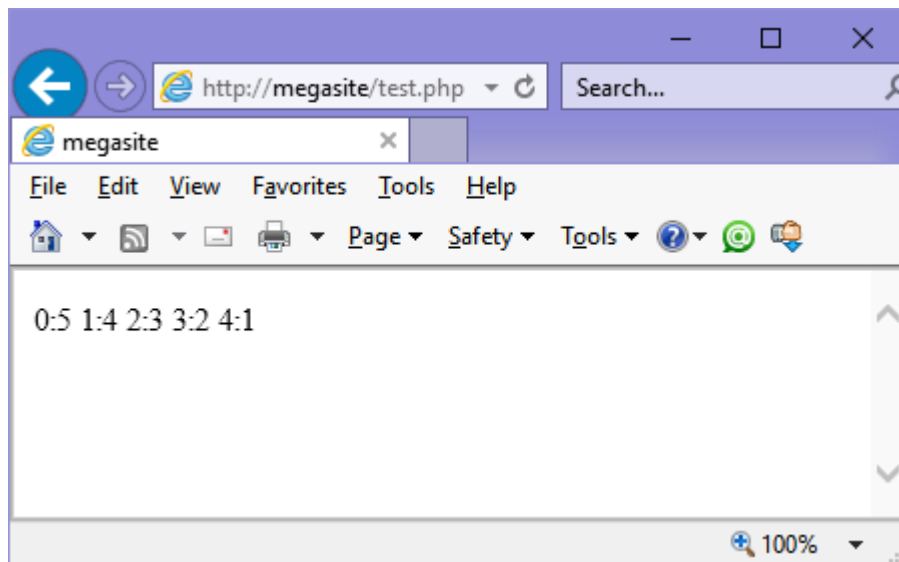 http://megasite/test.php Search...
megasite
File Edit View Favorites Tools Help
Page Safety Tools
0:5 1:4 2:3 3:2 4:1
100%